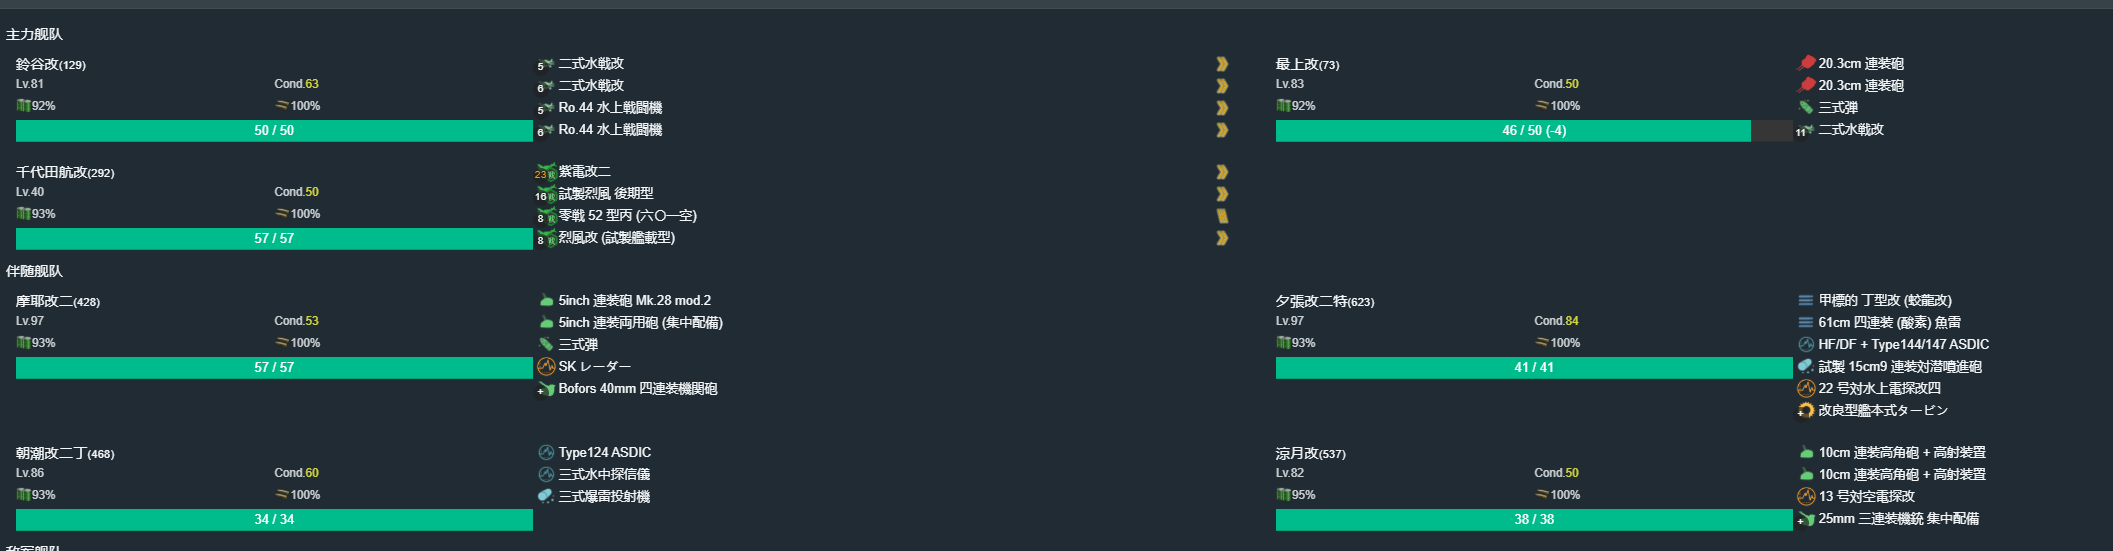 主力舰队
鈴谷改(129)
Lv.81 Cond.63
92% 100%
50 / 50
5 二式水戦改
6 二式水戦改
5 Ro.44 水上戦闘機
6 Ro.44 水上戦闘機
最上改(73)
Lv.83 Cond.50
92% 100%
46 / 50 (-4)
20.3cm 連装砲
20.3cm 連装砲
三式弾
11 二式水戦改
千代田航改(292)
Lv.40 Cond.50
93% 100%
57 / 57
23 紫電改二
16 試製烈風 後期型
8 零戦 52 型丙 (六〇一空)
8 烈風改 (試製艦載型)
伴随舰队
摩耶改二(428)
Lv.97 Cond.53
93% 100%
57 / 57
5inch 連装砲 Mk.28 mod.2
5inch 連装両用砲 (集中配備)
三式弾
SK レーダー
+ Bofors 40mm 四連装機関砲
夕張改二特(623)
Lv.97 Cond.84
93% 100%
41 / 41
甲標的 丁型改 (蛟龍改)
61cm 四連装 (酸素) 魚雷
HF/DF + Type144/147 ASDIC
試製 15cm9 連装対潜噴進砲
22 号対水上電探改四
+ 改良型艦本式タービン
朝潮改二丁(468)
Lv.86 Cond.60
93% 100%
34 / 34
Type124 ASDIC
三式水中探信儀
三式爆雷投射機
涼月改(537)
Lv.82 Cond.50
95% 100%
38 / 38
10cm 連装高角砲 + 高射装置
10cm 連装高角砲 + 高射装置
13 号対空電探改
+ 25mm 三連装機銃 集中配備